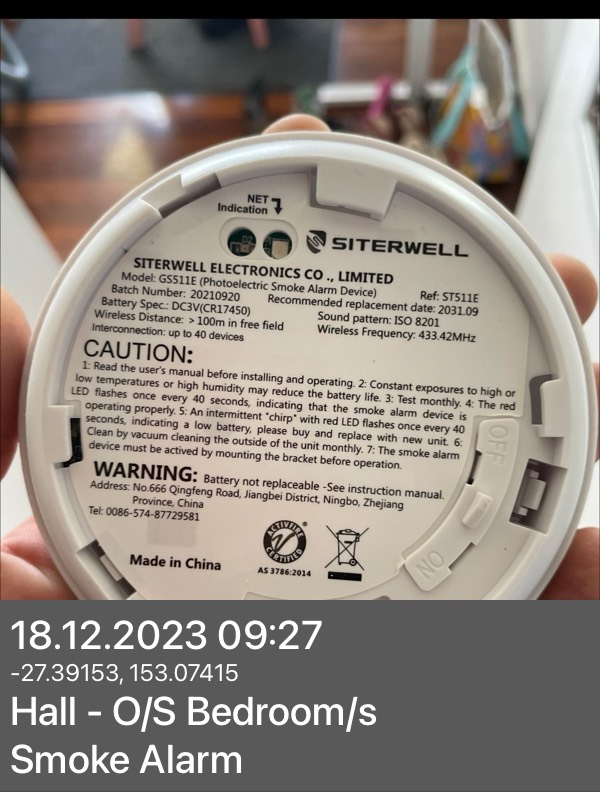 NET
Indication
SITERWELL
SITERWELL ELECTRONICS CO ., LIMITED
Model: GS511E (Photoelectric Smoke Alarm Device) Ref: ST511E
Batch Number: 20210920 Recommended replacement date: 2031.09
Battery Spec.: DC3V(CR17450) Sound pattern: ISO 8201
Wireless Distance: > 100m in free field Wireless Frequency: 433.42MHz
Interconnection: up to 40 devices
CAUTION:
1: Read the user's manual before installing and operating. 2: Constant exposures to high or
low temperatures or high humidity may reduce the battery life. 3: Test monthly. 4: The red
LED flashes once every 40 seconds, indicating that the smoke alarm device is
operating properly. 5: An intermittent "chirp" with red LED flashes once every 40
seconds, indicating a low battery, please buy and replace with new unit. 6:
Clean by vacuum cleaning the outside of the unit monthly. 7: The smoke alarm
device must be actived by mounting the bracket before operation.
WARNING: Battery not replaceable -See instruction manual.
Address: No.666 Qingfeng Road, Jiangbei District, Ningbo, Zhejiang
Province, China
Tel: 0086-574-87729581
OFF
ON
ACTIVFIRE
CERTIFIED
®
Made in China
AS 3786:2014
18.12.2023 09:27
-27.39153, 153.07415
Hall - O/S Bedroom/s
Smoke Alarm